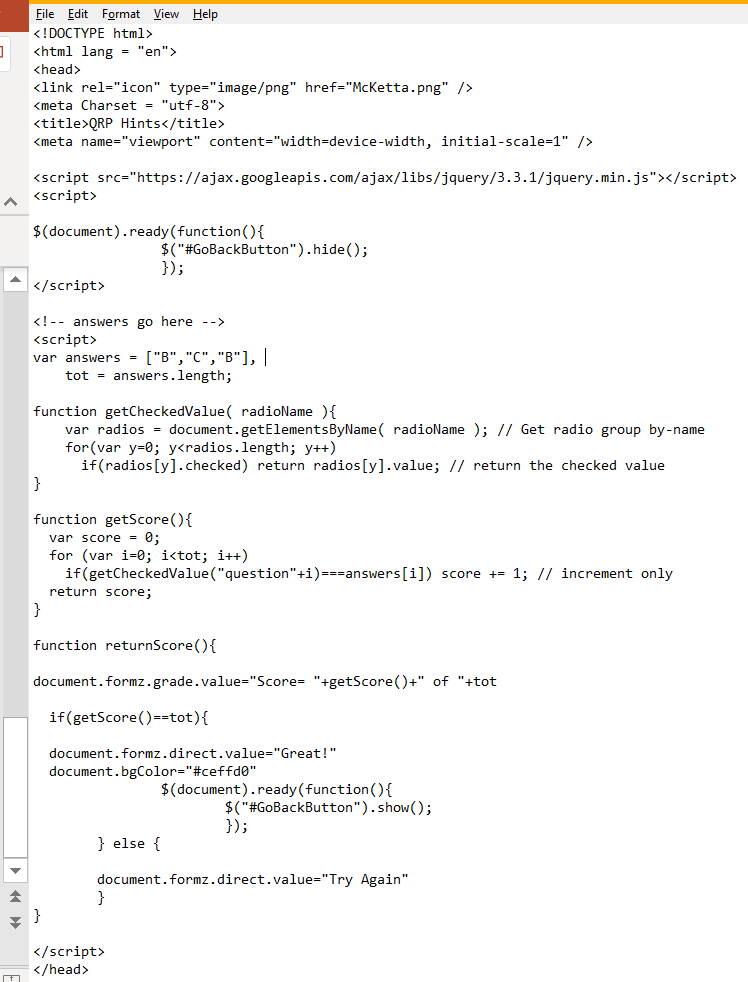 File Edit Format View Help
<!DOCTYPE html>
<html lang = "en">
<head>
<link rel="icon" type="image/png" href="McKetta.png" />
<meta Charset = "utf-8">
<title>QRP Hints</title>
<meta name="viewport" content="width=device-width, initial-scale=1" />
<script src="https://ajax.googleapis.com/ajax/libs/jquery/3.3.1/jquery.min.js"></script>
<script>
$(document).ready(function(){
$("#GoBackButton").hide();
});
</script>
<!-- answers go here -->
<script>
var answers = ["B","C","B"],
tot = answers.length;
function getCheckedValue( radioName ){
var radios = document.getElementsByName( radioName ); // Get radio group by-name
for(var y=0; y<radios.length; y++)
if(radios[y].checked) return radios[y].value; // return the checked value
}
function getScore(){
var score = 0;
for (var i=0; i<tot; i++)
if(getCheckedValue("question"+i)===answers[i]) score += 1; // increment only
return score;
}
function returnScore(){
document.formz.grade.value="Score= "+getScore()+" of "+tot
if(getScore()==tot){
document.formz.direct.value="Great!"
document.bgColor="#ceffd0"
$(document).ready(function(){
$("#GoBackButton").show();
});
} else {
document.formz.direct.value="Try Again"
}
}
</script>
</head>